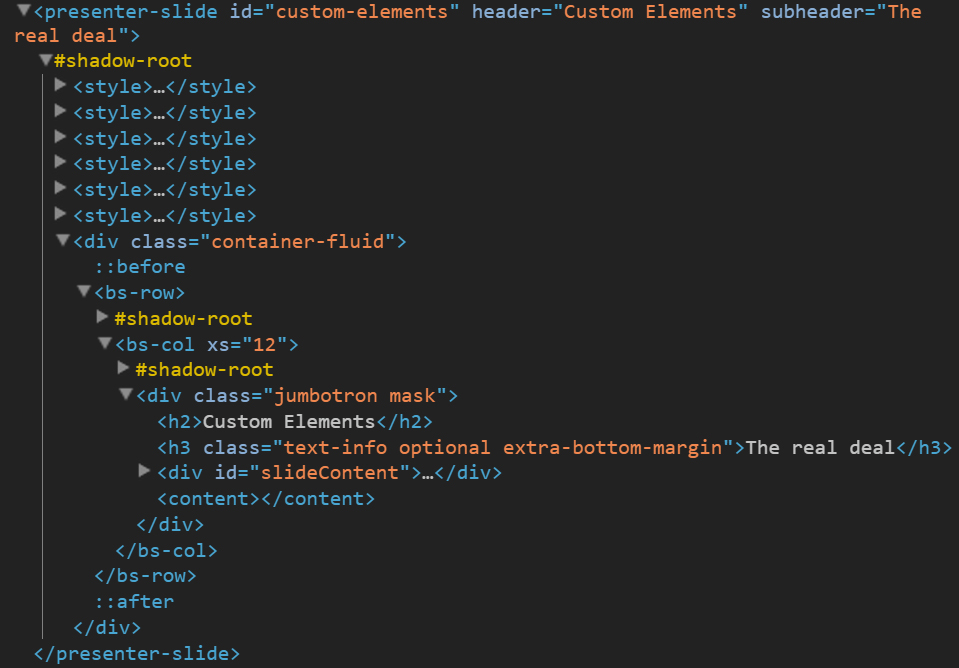 <presenter-slide id="custom-elements" header="Custom Elements" subheader="The
real deal">
#shadow-root
<style>…</style>
<style>…</style>
<style>…</style>
<style>…</style>
<style>…</style>
<style>…</style>
<div class="container-fluid">
::before
<bs-row>
#shadow-root
<bs-col xs="12">
#shadow-root
<div class="jumbotron mask">
<h2>Custom Elements</h2>
<h3 class="text-info optional extra-bottom-margin">The real deal</h3>
<div id="slideContent">…</div>
<content></content>
</div>
</bs-col>
</bs-row>
::after
</div>
</presenter-slide>